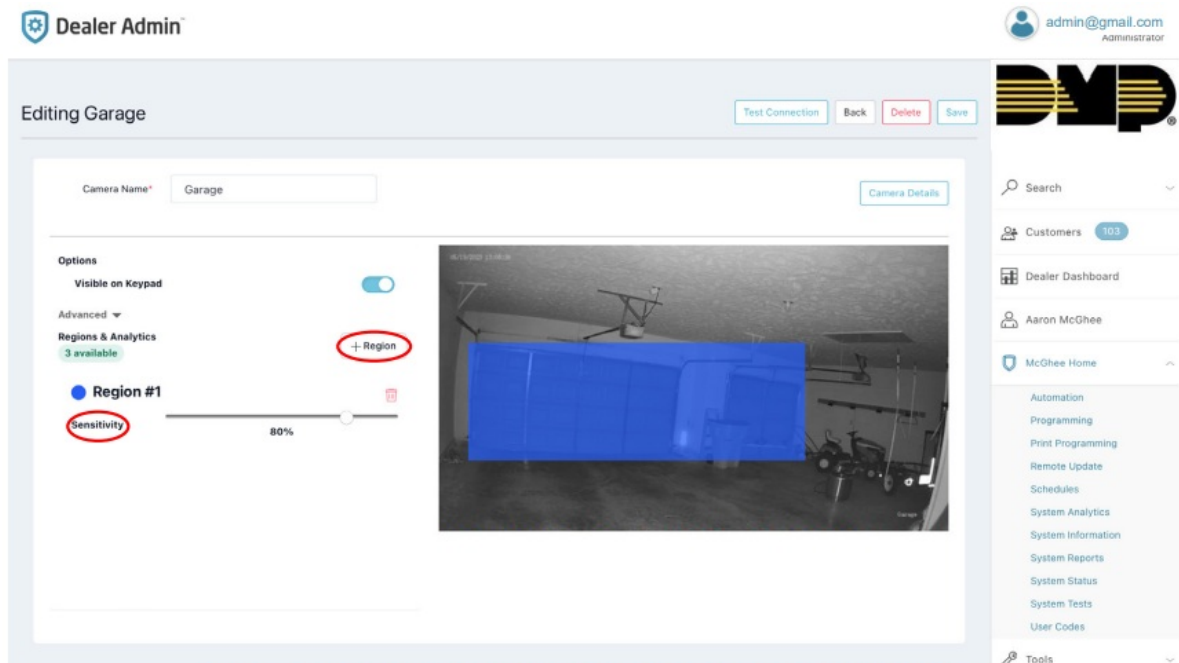 Dealer Admin
admin@gmail.com
Administrator
DMP®
Editing Garage
Test Connection
Back
Delete
Save
Camera Name*
Garage
Camera Details
Options
Visible on Keypad
Advanced
Regions & Analytics
3 available
+ Region
Region #1
Sensitivity
80%
Garage
Search
Customers 103
Dealer Dashboard
Aaron McGhee
McGhee Home
Automation
Programming
Print Programming
Remote Update
Schedules
System Analytics
System Information
System Reports
System Status
System Tests
User Codes
Tools